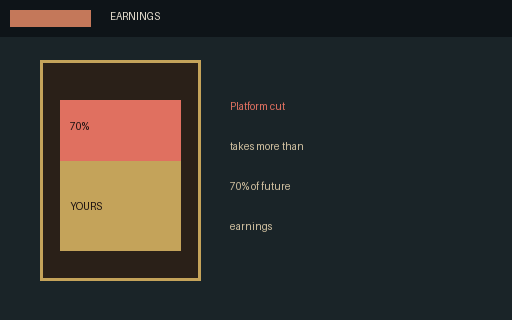 EARNINGS
70%
YOURS
Platform cut
takes more than
70% of future
earnings